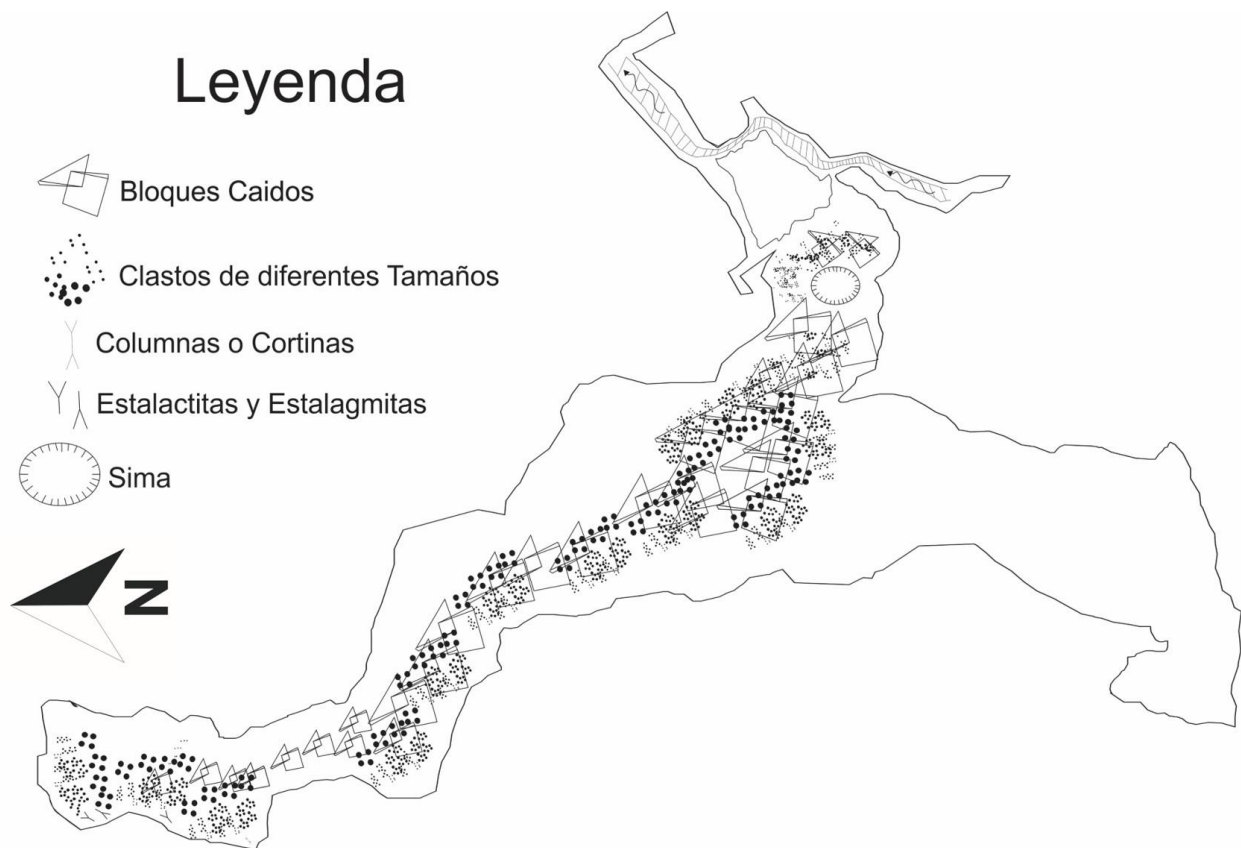 Leyenda
Bloques Caidos
Clastos de diferentes Tamaños
Columnas o Cortinas
Estalactitas y Estalagmitas
Sima
N